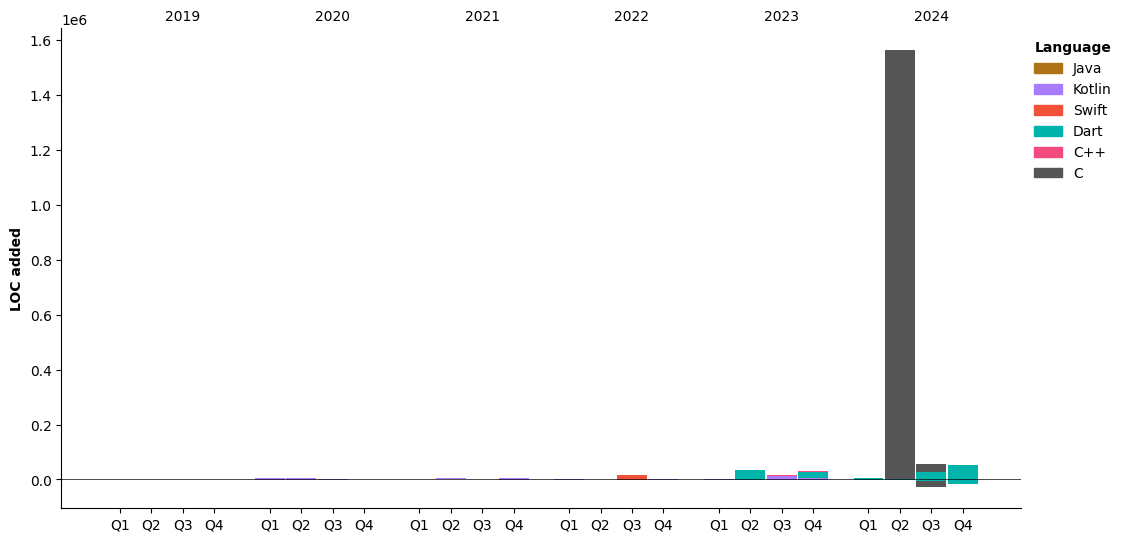 2019 2020 2021 2022 2023 2024
1e6
1.6
1.4
1.2
1.0
0.8
0.6
0.4
0.2
0.0
LOC added
Q1 Q2 Q3 Q4 Q1 Q2 Q3 Q4 Q1 Q2 Q3 Q4 Q1 Q2 Q3 Q4 Q1 Q2 Q3 Q4 Q1 Q2 Q3 Q4
Language
Java
Kotlin
Swift
Dart
C++
C